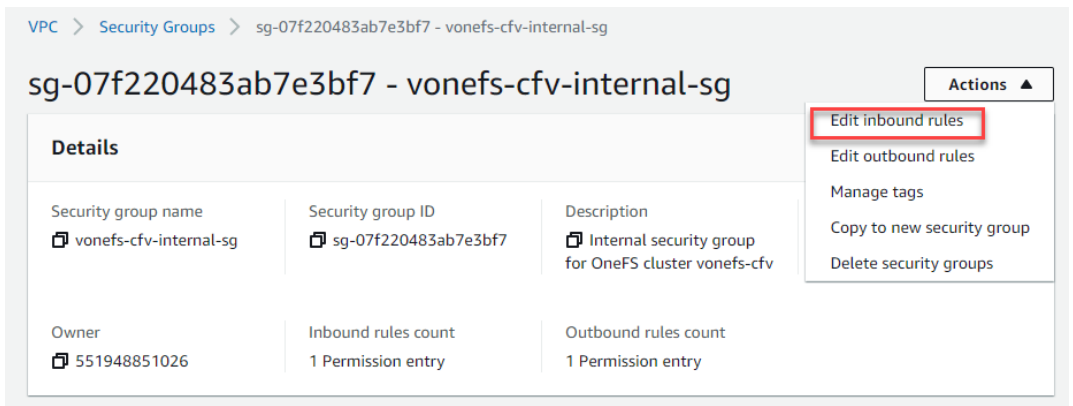 VPC > Security Groups > sg-07f220483ab7e3bf7 - vonefs-cfv-internal-sg
sg-07f220483ab7e3bf7 - vonefs-cfv-internal-sg
Actions ▲
Edit inbound rules
Edit outbound rules
Manage tags
Copy to new security group
Delete security groups
Details
Security group name
vonefs-cfv-internal-sg
Security group ID
sg-07f220483ab7e3bf7
Description
Internal security group
for OneFS cluster vonefs-cfv
Owner
551948851026
Inbound rules count
1 Permission entry
Outbound rules count
1 Permission entry